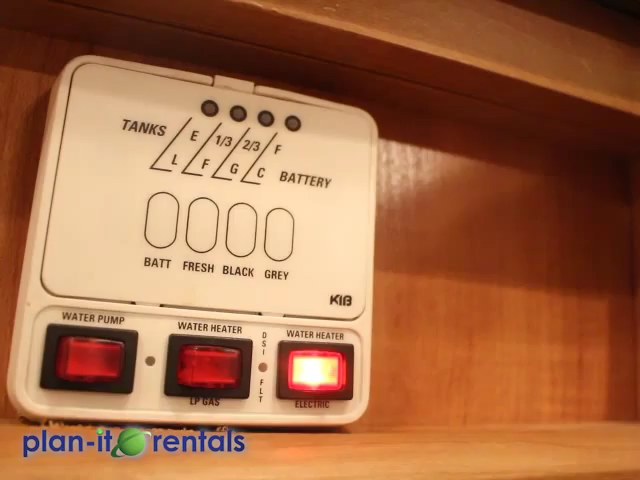 TANKS E 1/3 2/3 F
L F G C BATTERY
BATT FRESH BLACK GREY
KIB
WATER PUMP WATER HEATER DSI FLT WATER HEATER
LP GAS ELECTRIC
plan-it rentals